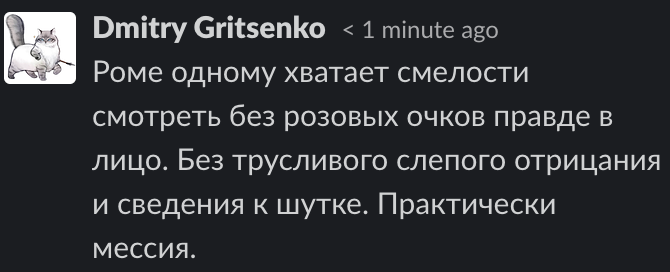 Dmitry Gritsenko < 1 minute ago
Роме одному хватает смелости
смотреть без розовых очков правде в
лицо. Без трусливого слепого отрицания
и сведения к шутке. Практически
мессия.